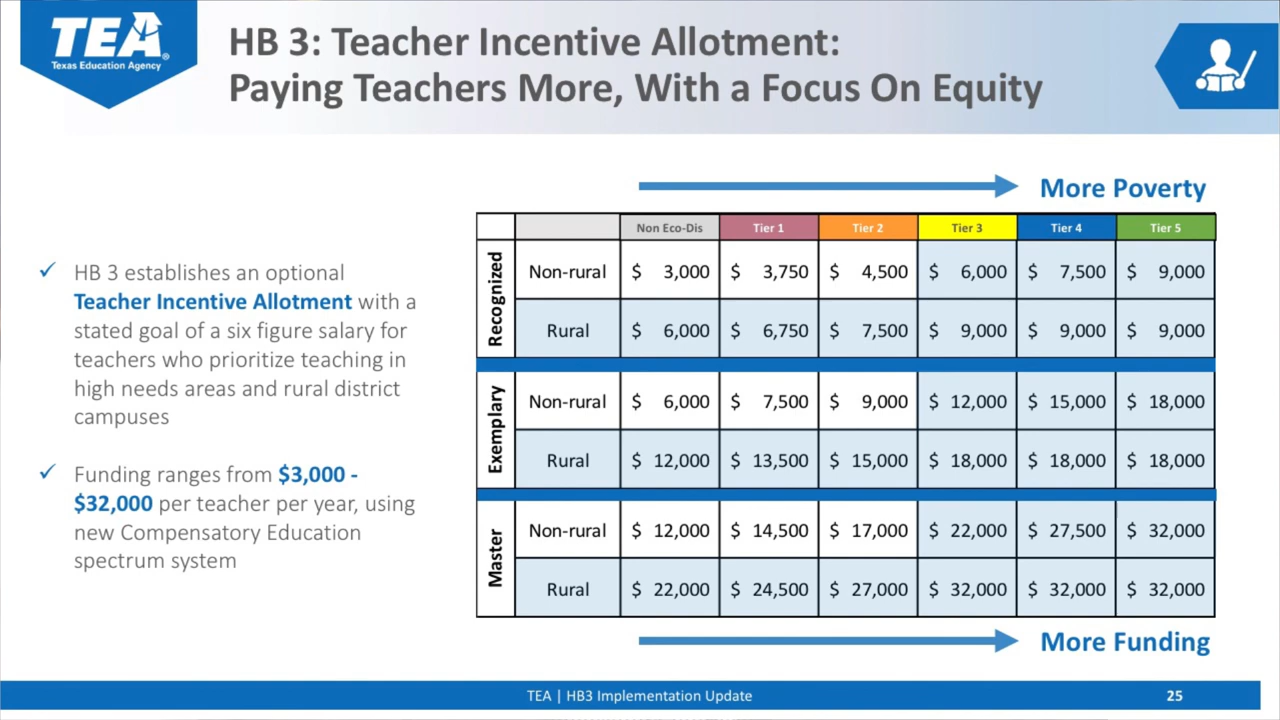 TEA
Texas Education Agency
HB 3: Teacher Incentive Allotment:
Paying Teachers More, With a Focus On Equity
✓ HB 3 establishes an optional
Teacher Incentive Allotment with a
stated goal of a six figure salary for
teachers who prioritize teaching in
high needs areas and rural district
campuses
✓ Funding ranges from $3,000 -
$32,000 per teacher per year, using
new Compensatory Education
spectrum system
More Poverty
Non Eco-Dis Tier 1 Tier 2 Tier 3 Tier 4 Tier 5
Recognized
Non-rural $ 3,000 $ 3,750 $ 4,500 $ 6,000 $ 7,500 $ 9,000
Rural $ 6,000 $ 6,750 $ 7,500 $ 9,000 $ 9,000 $ 9,000
Exemplary
Non-rural $ 6,000 $ 7,500 $ 9,000 $ 12,000 $ 15,000 $ 18,000
Rural $ 12,000 $ 13,500 $ 15,000 $ 18,000 $ 18,000 $ 18,000
Master
Non-rural $ 12,000 $ 14,500 $ 17,000 $ 22,000 $ 27,500 $ 32,000
Rural $ 22,000 $ 24,500 $ 27,000 $ 32,000 $ 32,000 $ 32,000
More Funding
TEA | HB3 Implementation Update
25